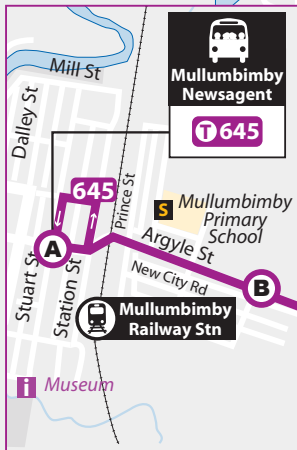 Mill St
Mullumbimby
Newsagent
T 645
Dalley St
645
Prince St
S
Mullumbimby
Primary
School
Argyle St
A
Stuart St
Station St
New City Rd
B
Mullumbimby
Railway Stn
i Museum